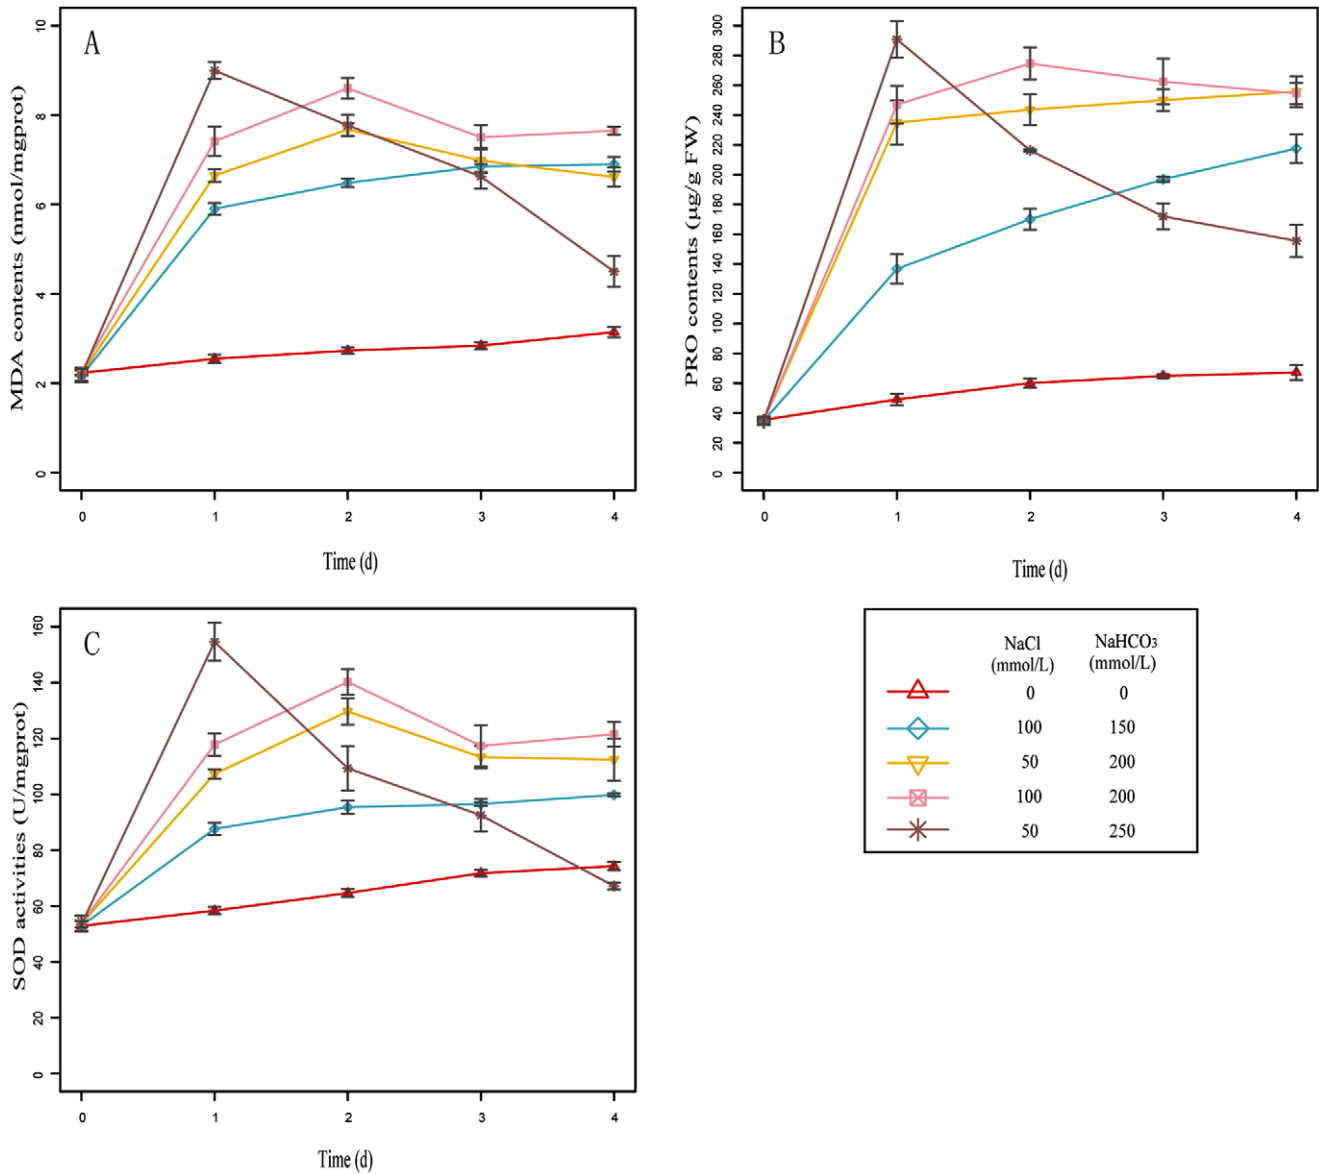 A
MDA contents (nmol/mgprot)
10
8
6
4
2
0
0 1 2 3 4
Time (d)
B
PRO contents (μg/g FW)
300
280
260
240
220
200
180
160
140
120
100
80
60
40
20
0
0 1 2 3 4
Time (d)
C
SOD activities (U/mgprot)
160
140
120
100
80
60
40
20
0
0 1 2 3 4
Time (d)
NaCl NaHCO₃
(mmol/L) (mmol/L)
0 0
100 150
50 200
100 200
50 250